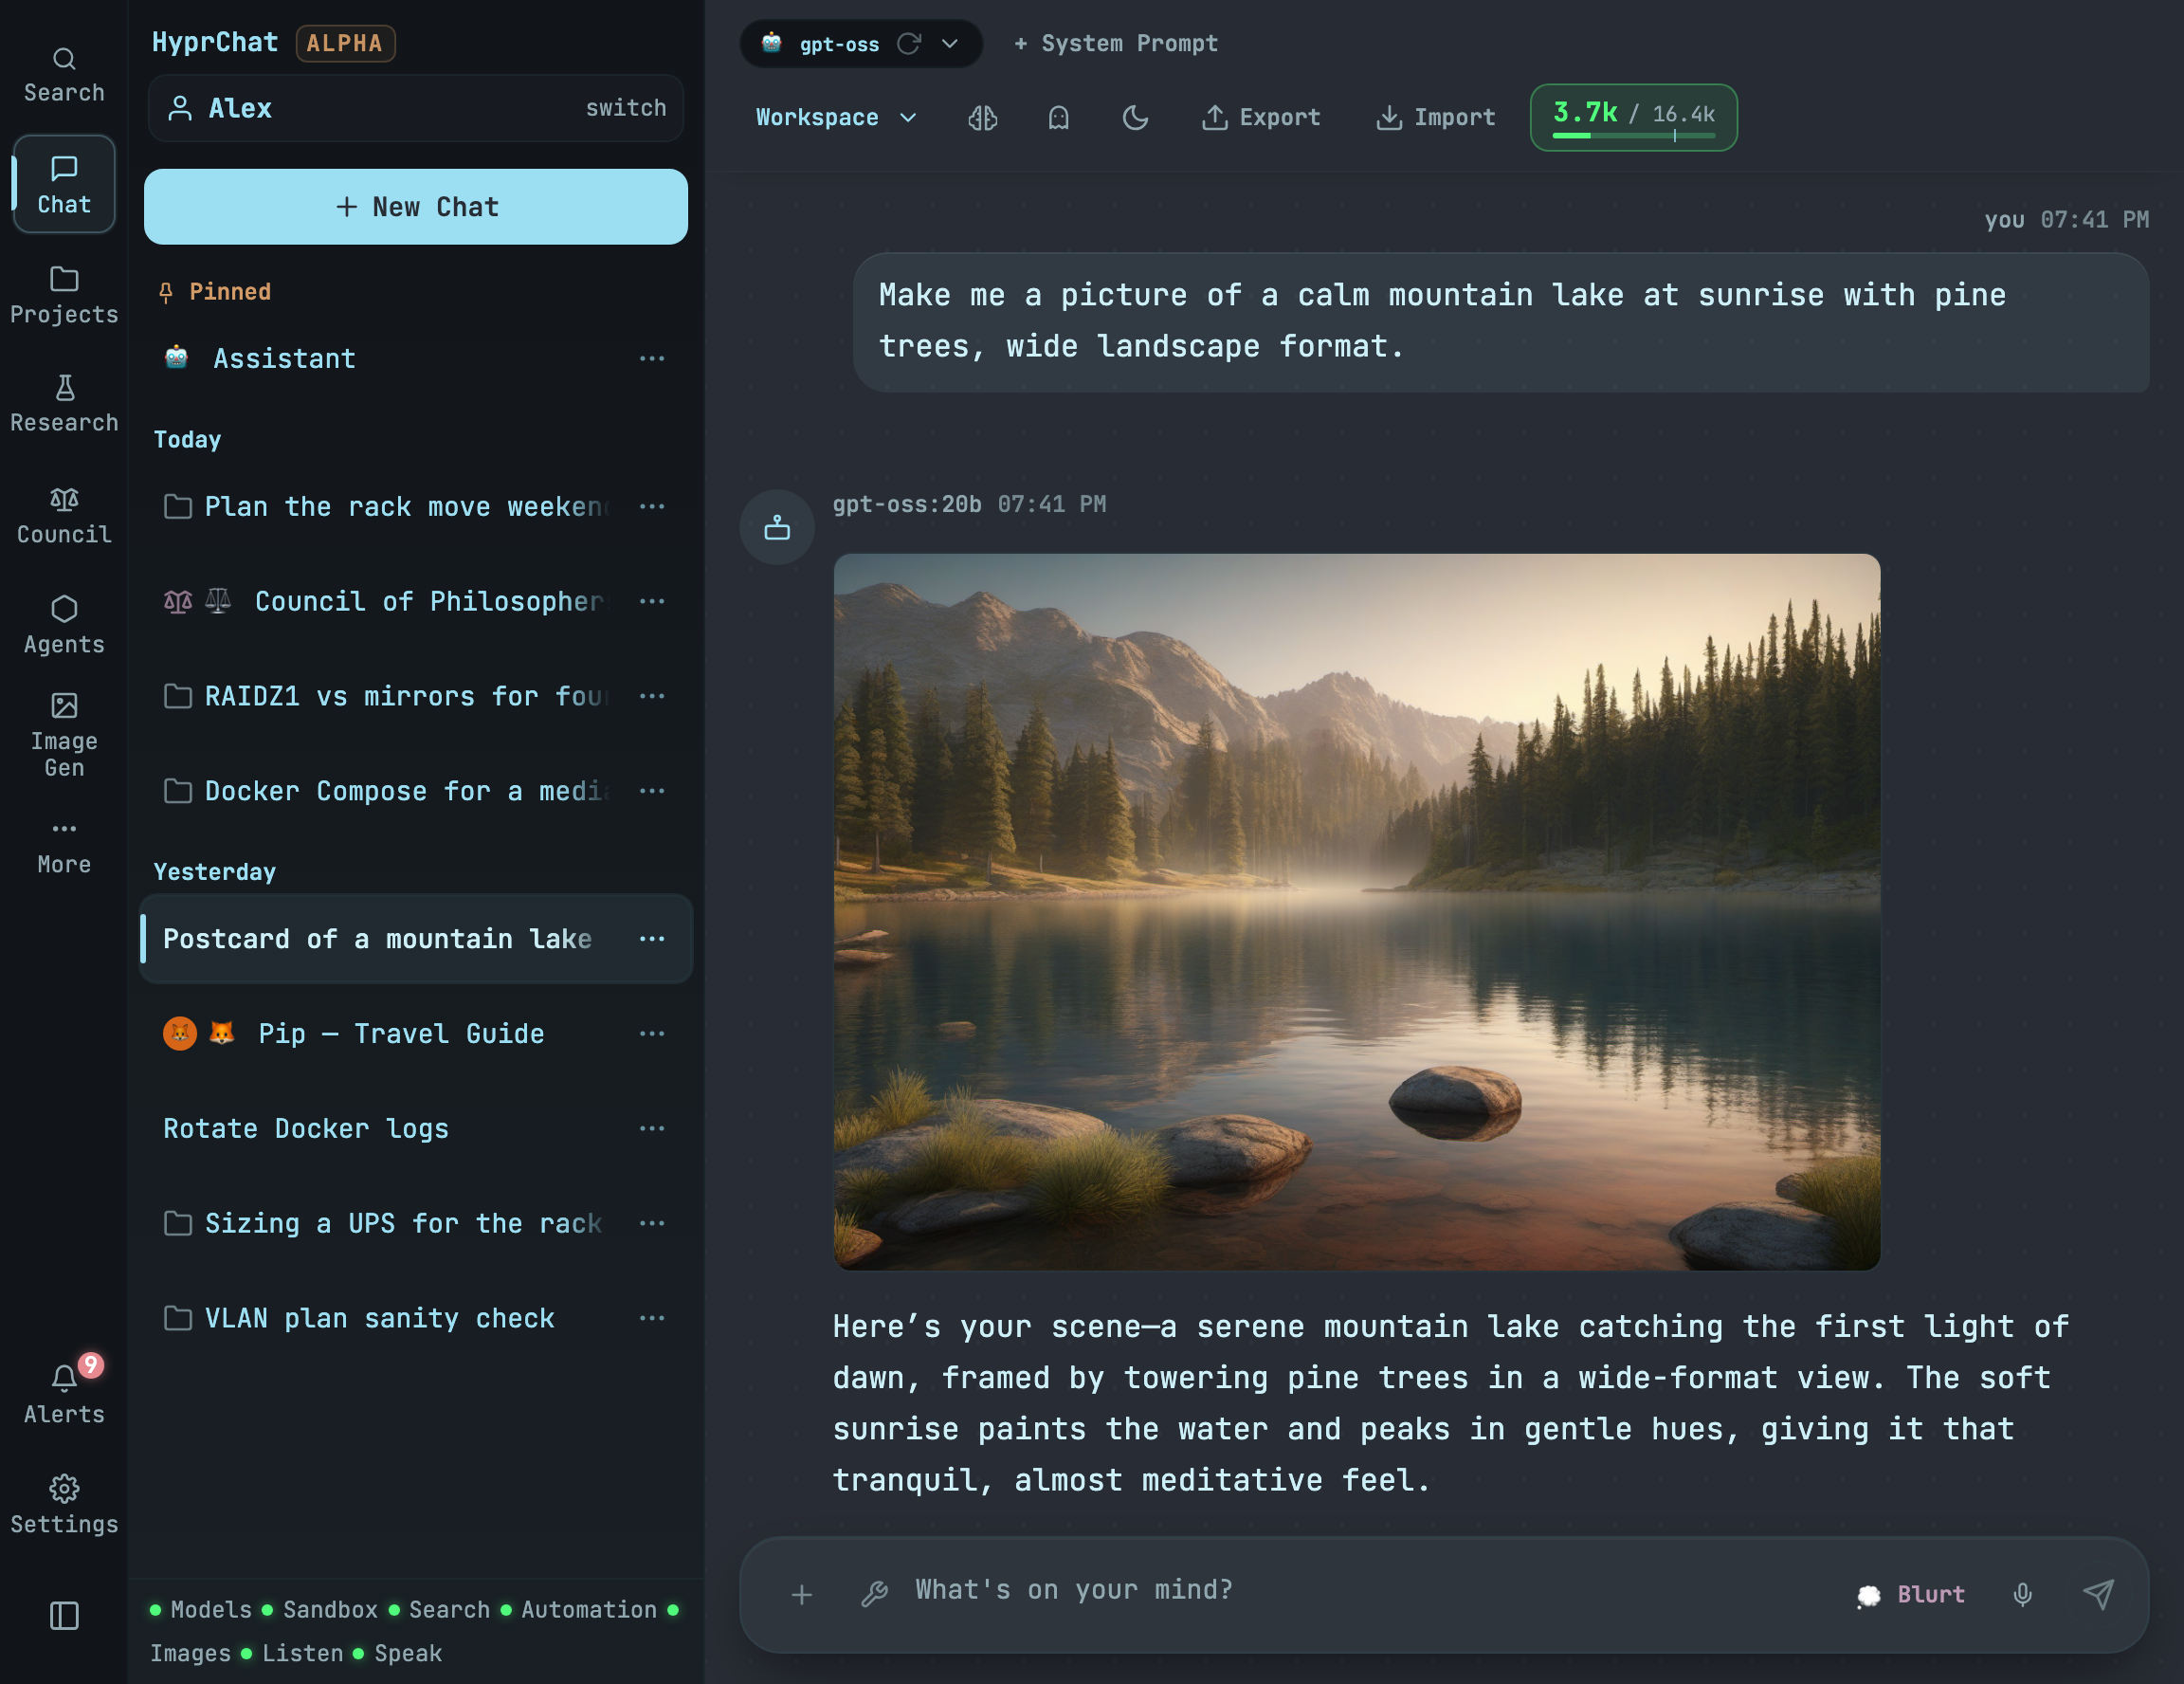 Search
Chat
Projects
Research
Council
Agents
Image
Gen
More
9
Alerts
Settings
HyprChat ALPHA
Alex switch
+ New Chat
Pinned
Assistant
Today
Plan the rack move
Council of
RAIDZ1 vs mirrors for
Docker Compose for a
Yesterday
Postcard of a mountain lake
Pip — Travel Guide
Rotate Docker logs
Sizing a UPS for the rack
VLAN plan sanity check
Models Sandbox Search Automation
Images Listen Speak
gpt-oss + System Prompt
Workspace Export Import 3.7k / 16.4k
you 07:41 PM
Make me a picture of a calm mountain lake at sunrise with pine
trees, wide landscape format.
gpt-oss:20b 07:41 PM
Here’s your scene—a serene mountain lake catching the first light of
dawn, framed by towering pine trees in a wide-format view. The soft
sunrise paints the water and peaks in gentle hues, giving it that
tranquil, almost meditative feel.
What's on your mind? Blurt